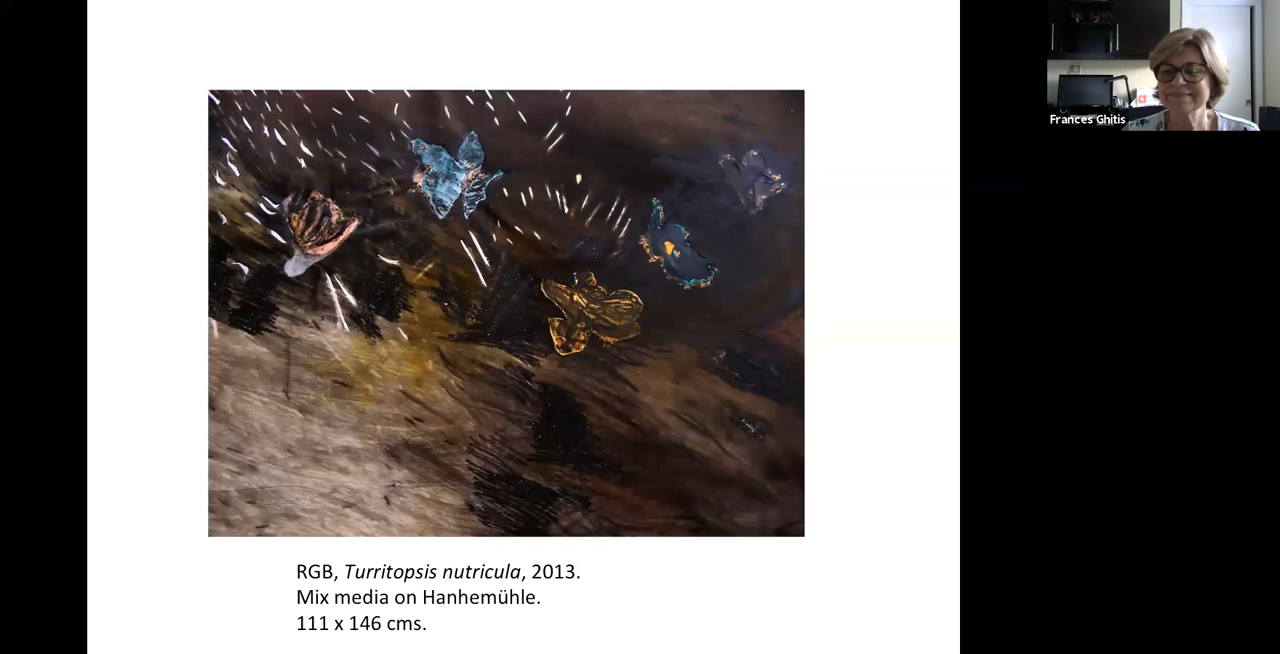 Frances Ghitis
RGB, Turritopsis nutricula, 2013.
Mix media on Hanhemühle.
111 x 146 cms.